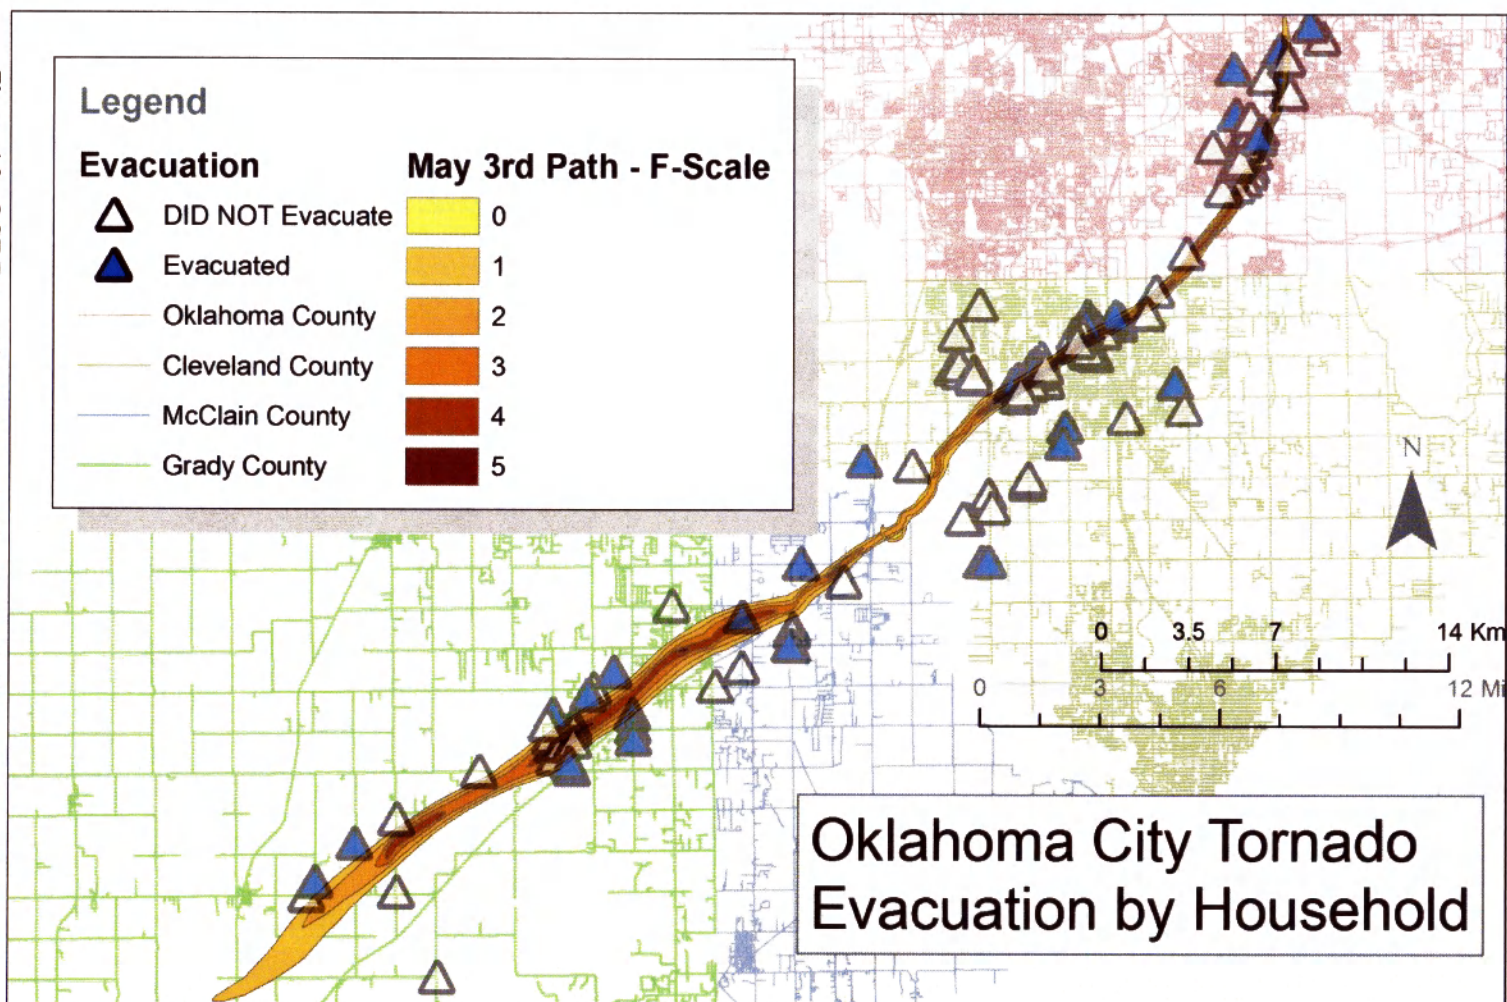 Legend
Evacuation
DID NOT Evacuate
Evacuated
Oklahoma County
Cleveland County
McClain County
Grady County
May 3rd Path - F-Scale
0
1
2
3
4
5
N
0 3.5 7 14 Km
0 3 6 12 Mi
Oklahoma City Tornado
Evacuation by Household